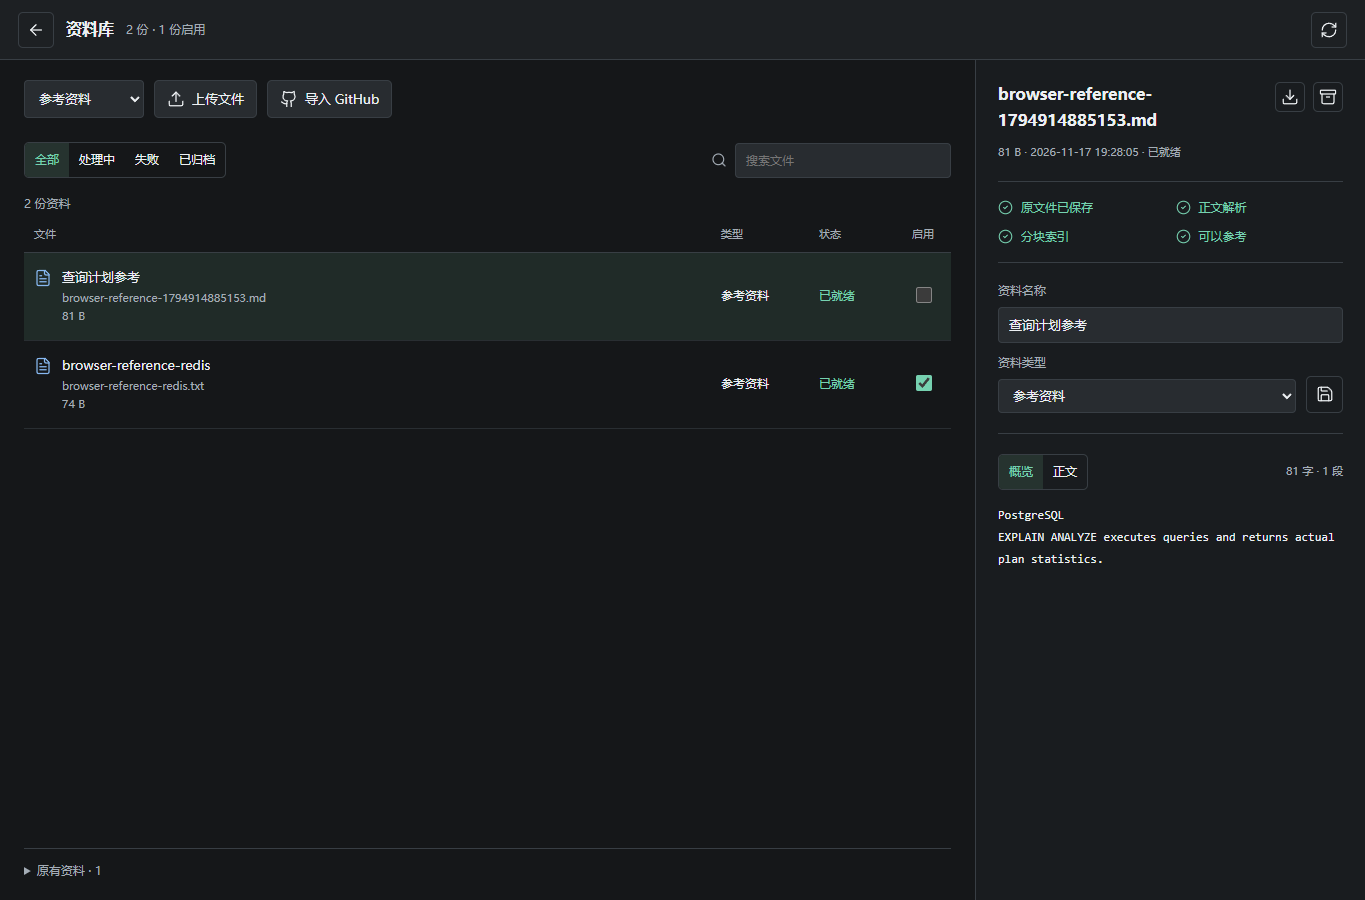 资料库 2 份 · 1 份启用
参考资料 上传文件 导入 GitHub
全部 处理中 失败 已归档 搜索文件
2 份资料
文件 类型 状态 启用
查询计划参考
browser-reference-1794914885153.md
81 B
参考资料 已就绪
browser-reference-redis
browser-reference-redis.txt
74 B
参考资料 已就绪
原有资料 · 1
browser-reference-
1794914885153.md
81 B · 2026-11-17 19:28:05 · 已就绪
原文件已保存 正文解析
分块索引 可以参考
资料名称
查询计划参考
资料类型
参考资料
概览 正文 81 字 · 1 段
PostgreSQL
EXPLAIN ANALYZE executes queries and returns actual
plan statistics.